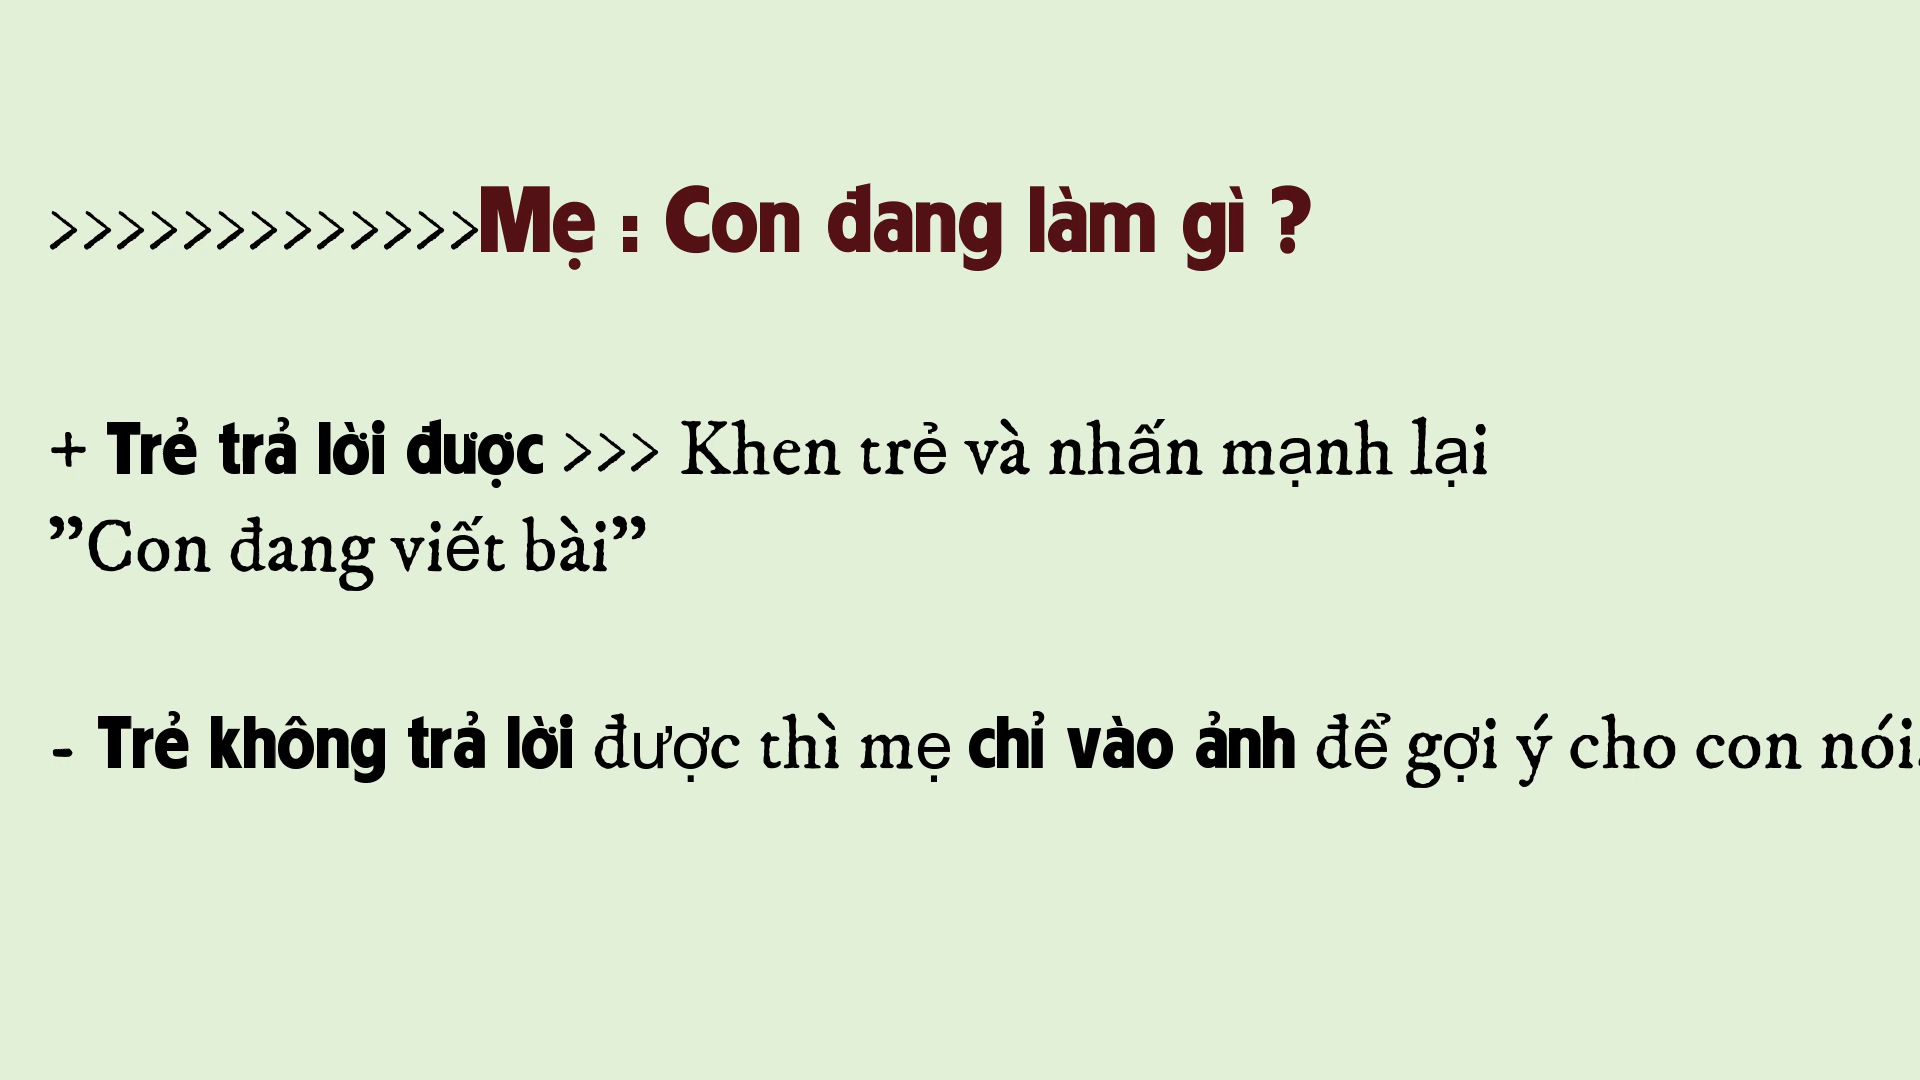 >>>>>>>>>>>>>Mẹ : Con đang làm gì ?
+ Trẻ trả lời được >>> Khen trẻ và nhấn mạnh lại
”Con đang viết bài”
- Trẻ không trả lời được thì mẹ chỉ vào ảnh để gợi ý cho con nói.